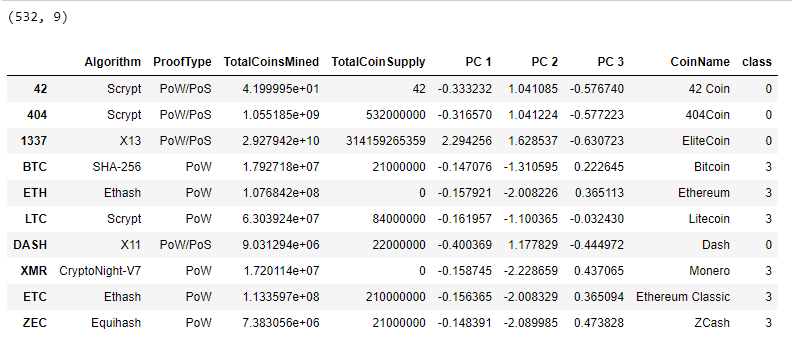 (532, 9)
Algorithm ProofType TotalCoinsMined TotalCoinSupply PC 1 PC 2 PC 3 CoinName class
42 Scrypt PoW/PoS 4.199995e+01 42 -0.333232 1.041085 -0.576740 42 Coin 0
404 Scrypt PoW/PoS 1.055185e+09 532000000 -0.316570 1.041224 -0.577223 404Coin 0
1337 X13 PoW/PoS 2.927942e+10 314159265359 2.294256 1.628537 -0.630723 EliteCoin 0
BTC SHA-256 PoW 1.792718e+07 21000000 -0.147076 -1.310595 0.222645 Bitcoin 3
ETH Ethash PoW 1.076842e+08 0 -0.157921 -2.008226 0.365113 Ethereum 3
LTC Scrypt PoW 6.303924e+07 84000000 -0.161957 -1.100365 -0.032430 Litecoin 3
DASH X11 PoW/PoS 9.031294e+06 22000000 -0.400369 1.177829 -0.444972 Dash 0
XMR CryptoNight-V7 PoW 1.720114e+07 0 -0.158745 -2.228659 0.437065 Monero 3
ETC Ethash PoW 1.133597e+08 210000000 -0.156365 -2.008329 0.365094 Ethereum Classic 3
ZEC Equihash PoW 7.383056e+06 21000000 -0.148391 -2.089985 0.473828 ZCash 3